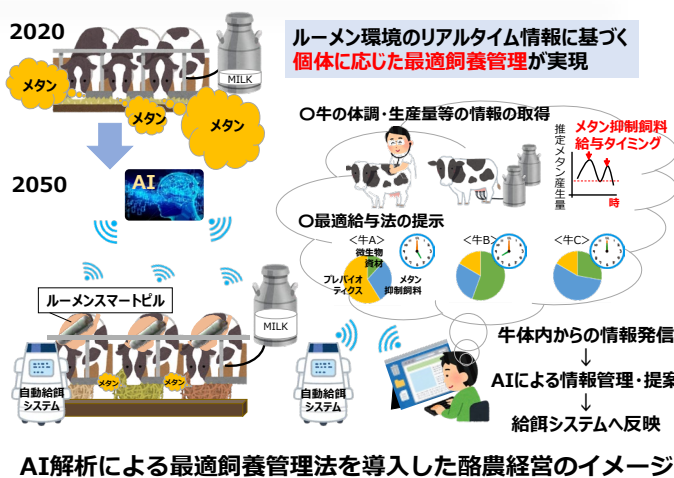 2020
ルーメン環境のリアルタイム情報に基づく
個体に応じた最適飼養管理が実現
MILK
メタン
メタン
メタン
〇牛の体調・生産量等の情報の取得
メタン抑制飼料
給与タイミング
推定メタン産生量
時
2050
AI
〇最適給与法の提示
<牛A>
<牛B>
<牛C>
微生物
資材
プレバイオ
ティクス
メタン
抑制飼料
ルーメンスマートピル
MILK
メタン
メタン
自動給餌
システム
自動給餌
システム
牛体内からの情報発信
↓
AIによる情報管理・提案
↓
給餌システムへ反映
AI解析による最適飼養管理法を導入した酪農経営のイメージ